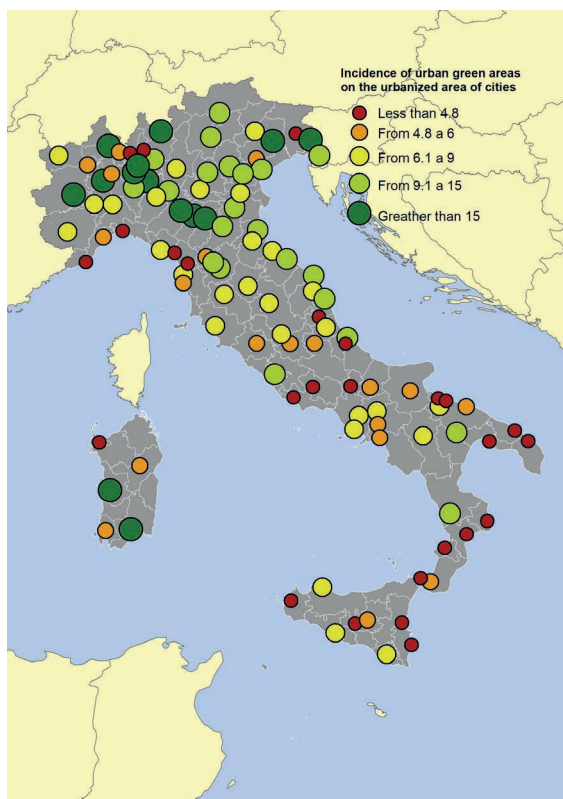 Incidence of urban green areas
on the urbanized area of cities
Less than 4.8
From 4.8 a 6
From 6.1 a 9
From 9.1 a 15
Greather than 15